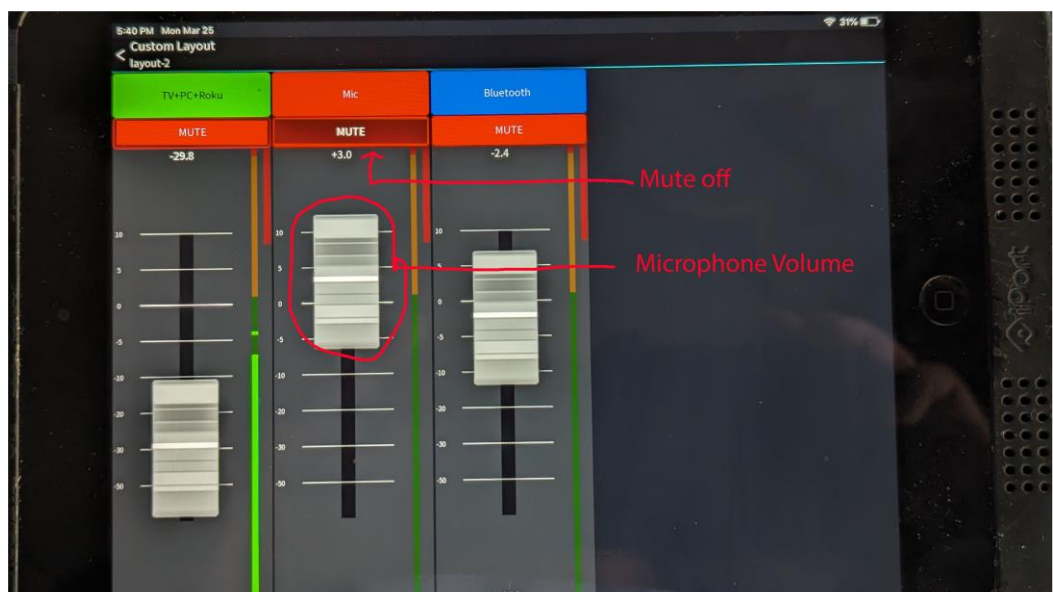 5:40 PM Mon Mar 25
31%
Custom Layout
layout-2
TV+PC+Roku
Mic
Bluetooth
MUTE
MUTE
MUTE
-29.8
+3.0
-2.4
Mute off
Microphone Volume
10
5
0
-5
-10
-20
-30
-50
10
5
0
-5
-10
-20
-30
-50
10
5
0
-5
-10
-20
-30
-50
iPort